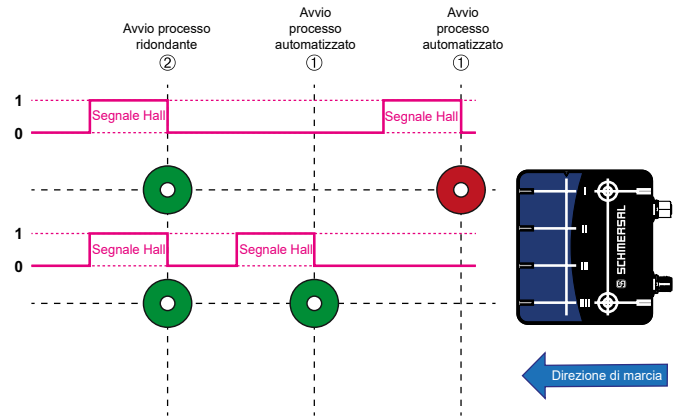 Avvio processo
ridondante
②
Avvio
processo
automatizzato
①
Avvio
processo
automatizzato
①
1
0
Segnale Hall
Segnale Hall
1
0
Segnale Hall
Segnale Hall
I
II
III
III
SCHMERSAL
Direzione di marcia